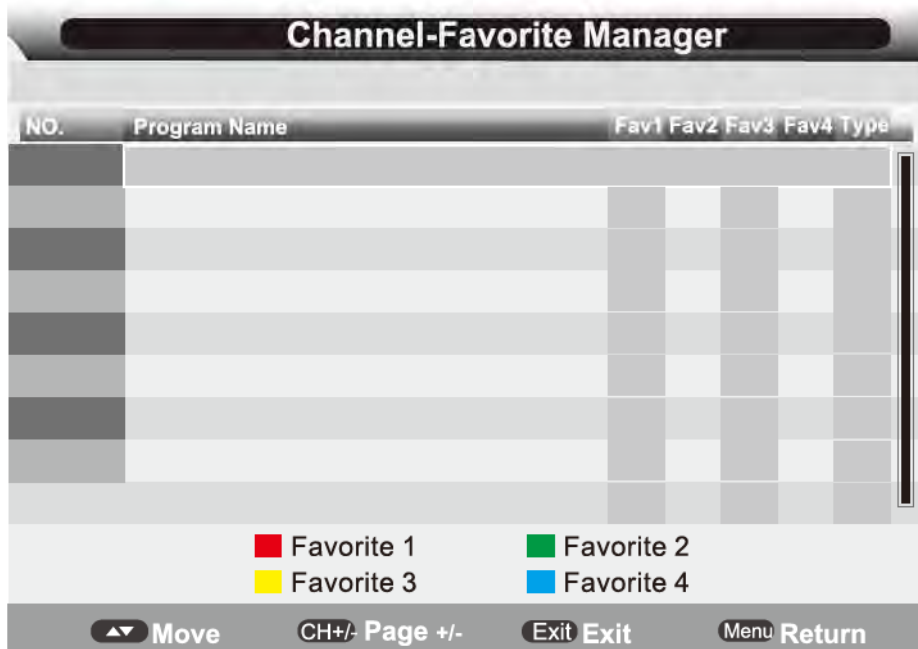 Channel-Favorite Manager
NO. Program Name Fav1 Fav2 Fav3 Fav4 Type
Favorite 1 Favorite 2
Favorite 3 Favorite 4
Move CH+/- Page +/- Exit Exit Menu Return